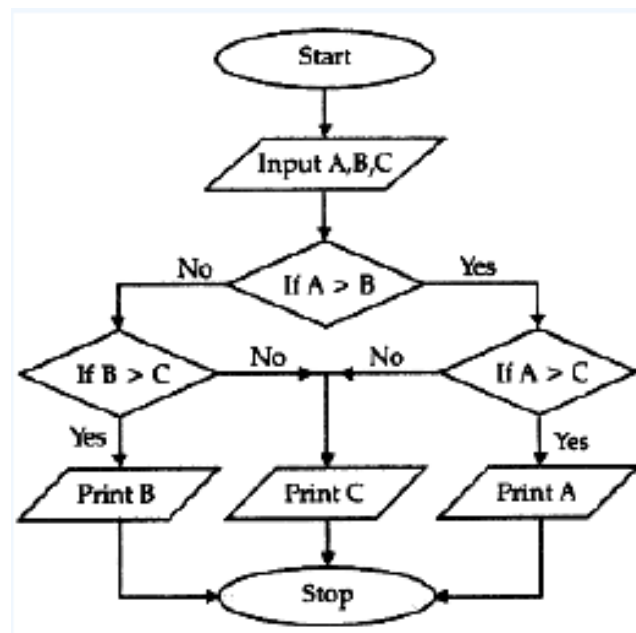 Start
Input A,B,C
No
If A > B
Yes
If B > C
No
No
If A > C
Yes
Yes
Print B
Print C
Print A
Stop